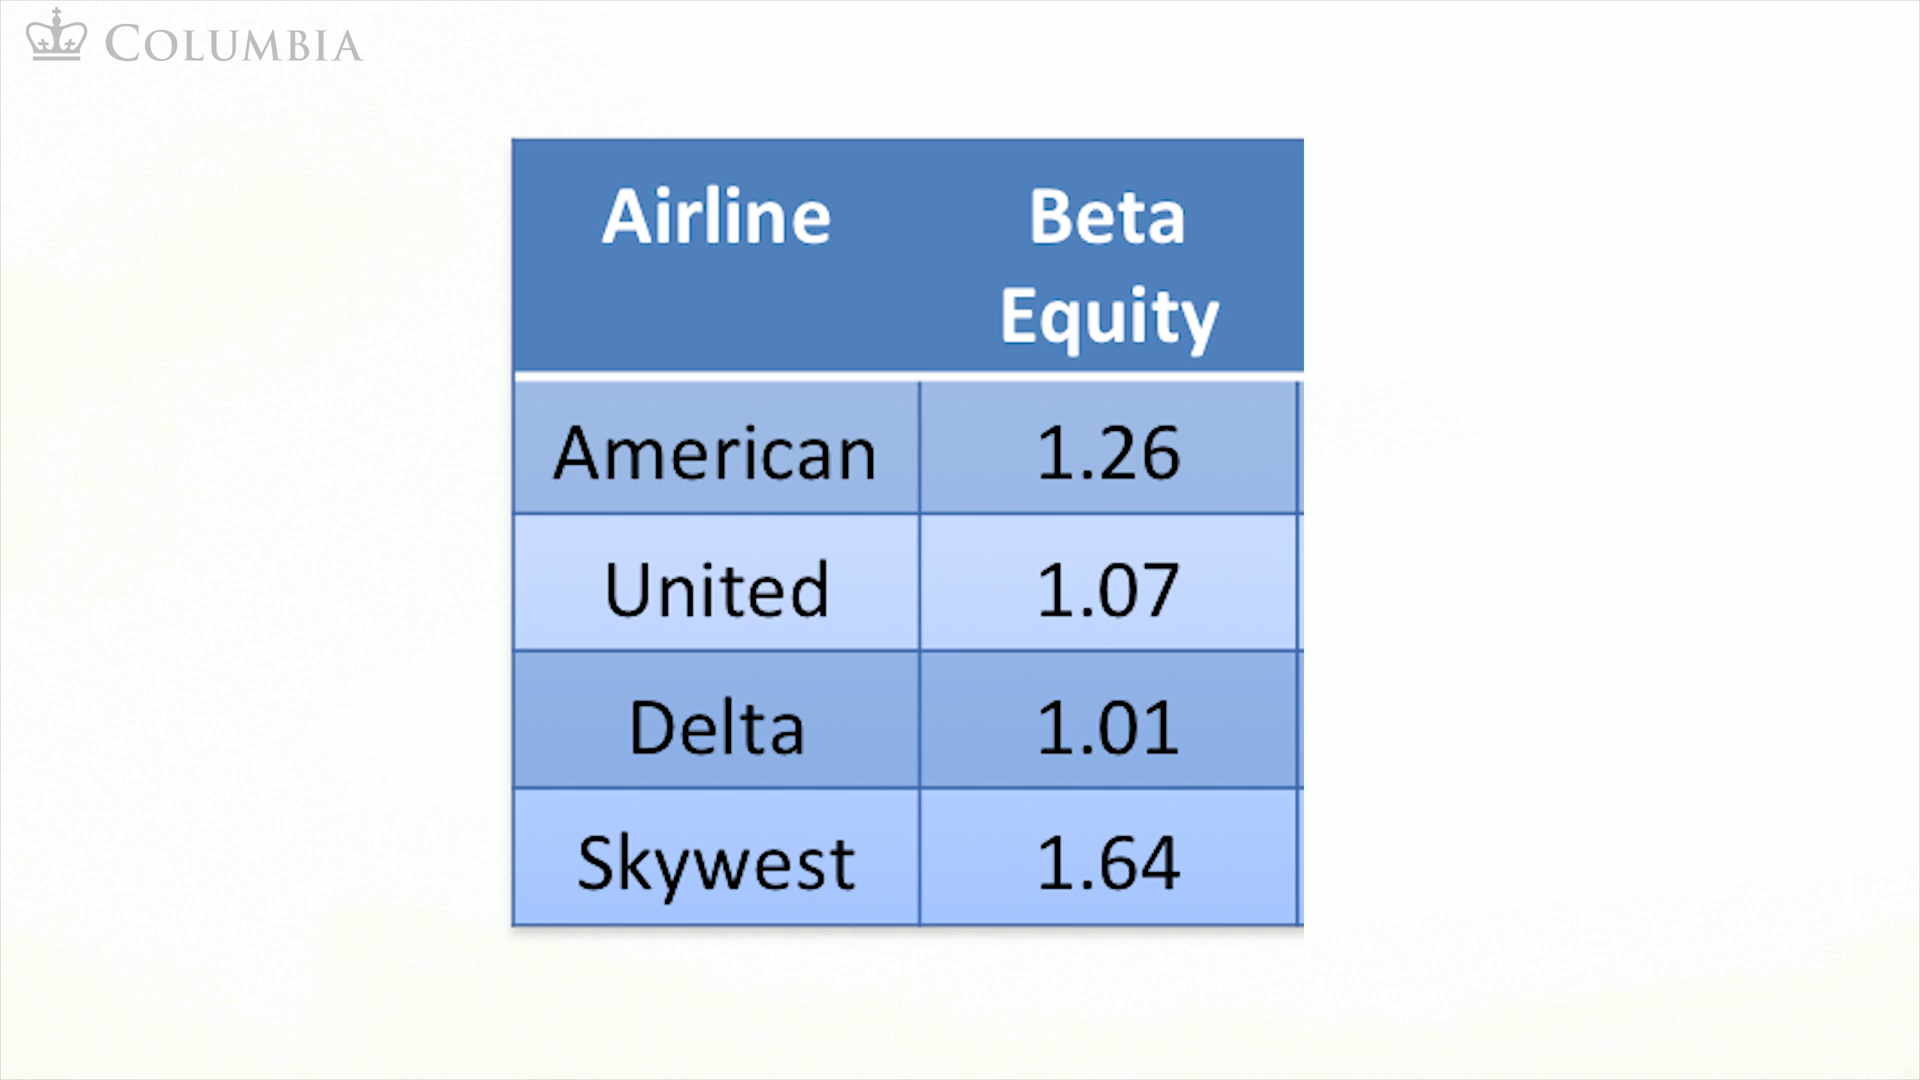 COLUMBIA
Airline Beta Equity
American 1.26
United 1.07
Delta 1.01
Skywest 1.64